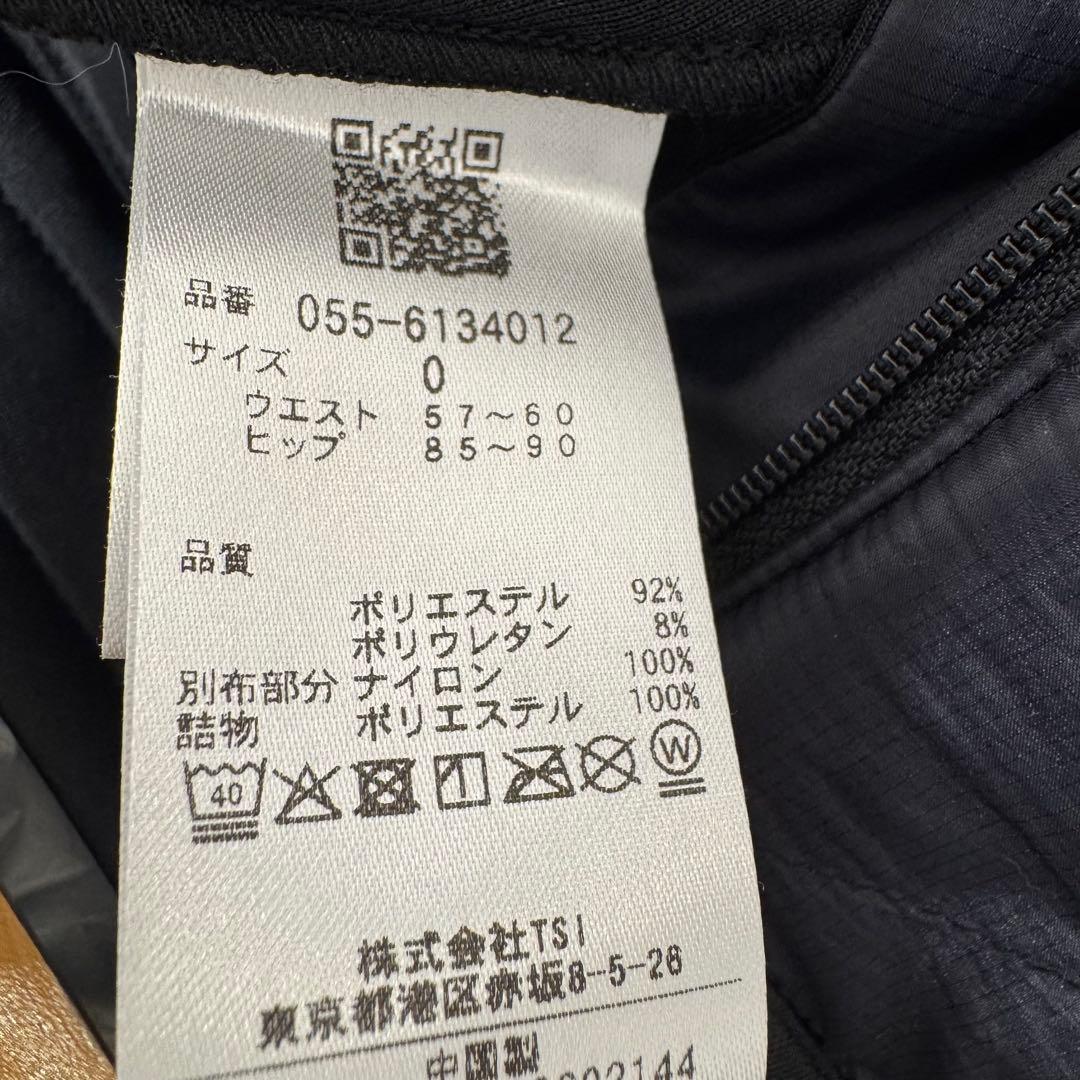 品番 055-6134012
サイズ 0
ウエスト 57～60
ヒップ 85～90
品質
ポリエステル 92%
ポリウレタン 8%
別布部分 ナイロン 100%
詰物 ポリエステル 100%
40
W
株式会社TSI
東京都港区赤坂8-5-28
中国製